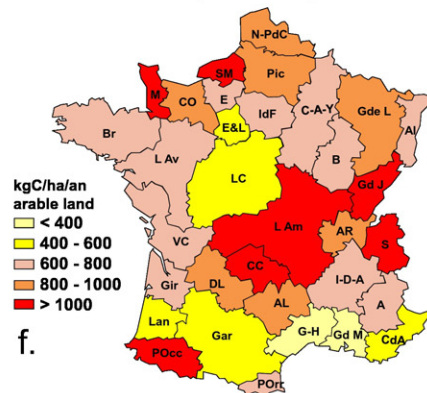 N-PdC
SM
Pic
M
CO
E
IdF
C-A-Y
Gde L
Al
Br
E&L
L Av
LC
B
Gd J
kgC/ha/an
arable land
< 400
400 - 600
600 - 800
800 - 1000
> 1000
L Am
AR
S
VC
CC
I-D-A
Gir
DL
AL
A
Lan
Gar
G-H
Gd M
CdA
f.
POcc
POrr